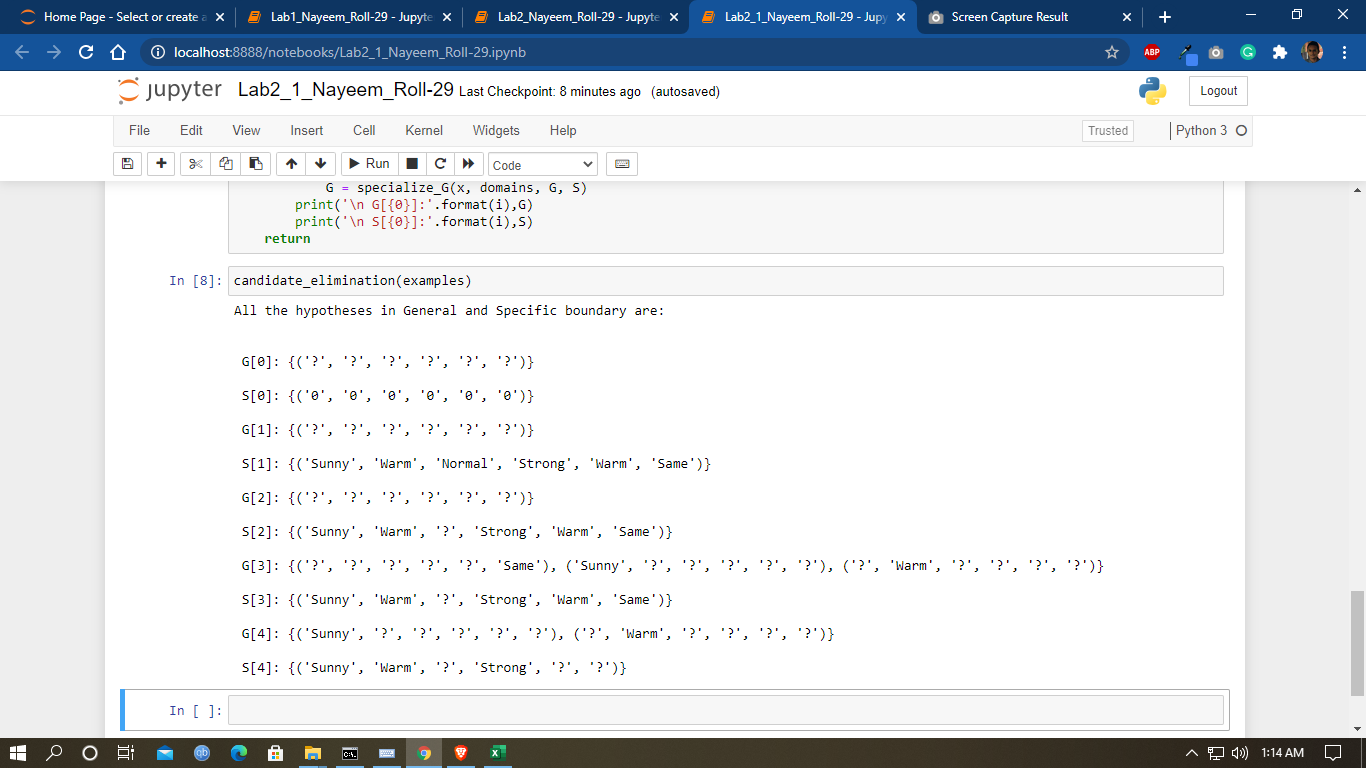 Home Page - Select or create a
Lab1_Nayeem_Roll-29 - Jupyte
Lab2_Nayeem_Roll-29 - Jupyte
Lab2_1_Nayeem_Roll-29 - Jupy
Screen Capture Result
localhost:8888/notebooks/Lab2_1_Nayeem_Roll-29.ipynb
ABP
jupyter Lab2_1_Nayeem_Roll-29 Last Checkpoint: 8 minutes ago (autosaved)
Logout
File Edit View Insert Cell Kernel Widgets Help
Trusted
Python 3
Run
Code
G = specialize_G(x, domains, G, S)
print('\n G[{0}]:'.format(i),G)
print('\n S[{0}]:'.format(i),S)
return
In [8]: candidate_elimination(examples)
All the hypotheses in General and Specific boundary are:
G[0]: {('?', '?', '?', '?', '?', '?')}
S[0]: {('0', '0', '0', '0', '0', '0')}
G[1]: {('?', '?', '?', '?', '?', '?')}
S[1]: {('Sunny', 'Warm', 'Normal', 'Strong', 'Warm', 'Same')}
G[2]: {('?', '?', '?', '?', '?', '?')}
S[2]: {('Sunny', 'Warm', '?', 'Strong', 'Warm', 'Same')}
G[3]: {('?', '?', '?', '?', '?', 'Same'), ('Sunny', '?', '?', '?', '?', '?'), ('?', 'Warm', '?', '?', '?', '?')}
S[3]: {('Sunny', 'Warm', '?', 'Strong', 'Warm', 'Same')}
G[4]: {('Sunny', '?', '?', '?', '?', '?'), ('?', 'Warm', '?', '?', '?', '?')}
S[4]: {('Sunny', 'Warm', '?', 'Strong', '?', '?')}
In [ ]:
qb
C:\.
1:14 AM